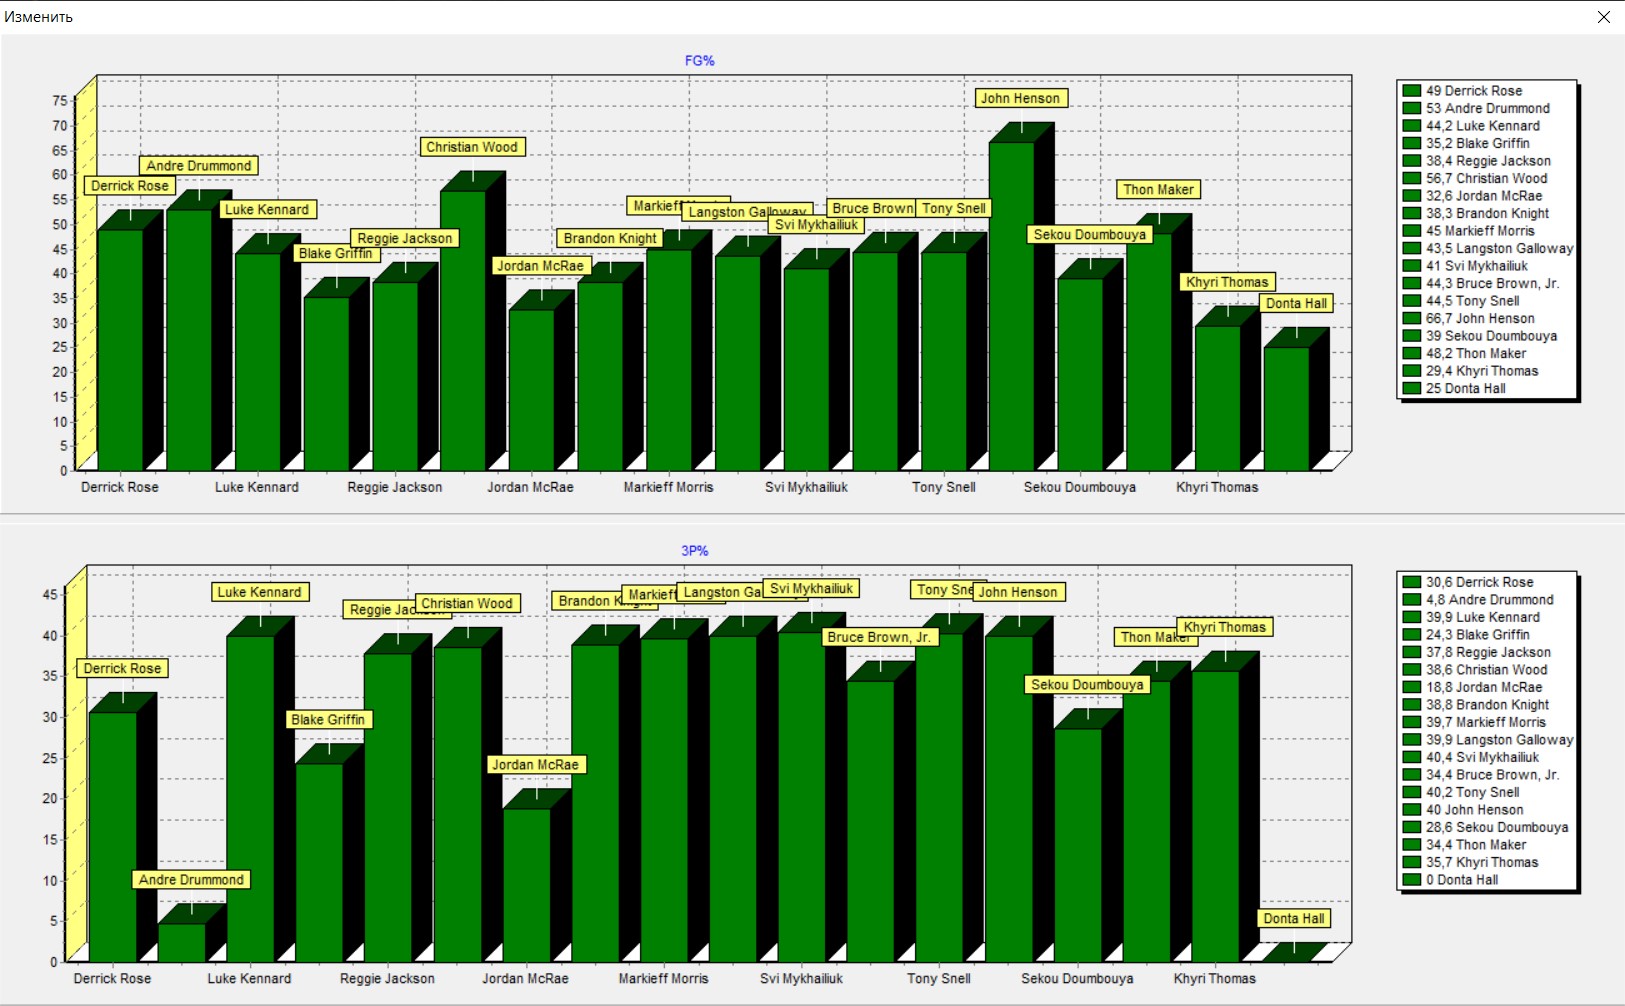 Изменить
FG%
75
70
65
60
55
50
45
40
35
30
25
20
15
10
5
0
John Henson
Christian Wood
Andre Drummond
Derrick Rose
Thon Maker
Markieff
Langston Galloway
Bruce Brown
Tony Snell
Luke Kennard
Svi Mykhailiuk
Sekou Doumbouya
Reggie Jackson
Brandon Knight
Blake Griffin
Jordan McRae
Khyri Thomas
Donta Hall
Derrick Rose
Luke Kennard
Reggie Jackson
Jordan McRae
Markieff Morris
Svi Mykhailiuk
Tony Snell
Sekou Doumbouya
Khyri Thomas
49 Derrick Rose
53 Andre Drummond
44,2 Luke Kennard
35,2 Blake Griffin
38,4 Reggie Jackson
56,7 Christian Wood
32,6 Jordan McRae
38,3 Brandon Knight
45 Markieff Morris
43,5 Langston Galloway
41 Svi Mykhailiuk
44,3 Bruce Brown, Jr.
44,5 Tony Snell
66,7 John Henson
39 Sekou Doumbouya
48,2 Thon Maker
29,4 Khyri Thomas
25 Donta Hall
3P%
45
40
35
30
25
20
15
10
5
0
Luke Kennard
Reggie Jac
Christian Wood
Brandon K
Markieff
Langston Ga
Svi Mykhailiuk
Tony Sne
John Henson
Bruce Brown, Jr.
Thon Maker
Khyri Thomas
Derrick Rose
Sekou Doumbouya
Blake Griffin
Jordan McRae
Andre Drummond
Donta Hall
Derrick Rose
Luke Kennard
Reggie Jackson
Jordan McRae
Markieff Morris
Svi Mykhailiuk
Tony Snell
Sekou Doumbouya
Khyri Thomas
30,6 Derrick Rose
4,8 Andre Drummond
39,9 Luke Kennard
24,3 Blake Griffin
37,8 Reggie Jackson
38,6 Christian Wood
18,8 Jordan McRae
38,8 Brandon Knight
39,7 Markieff Morris
39,9 Langston Galloway
40,4 Svi Mykhailiuk
34,4 Bruce Brown, Jr.
40,2 Tony Snell
40 John Henson
28,6 Sekou Doumbouya
34,4 Thon Maker
35,7 Khyri Thomas
0 Donta Hall